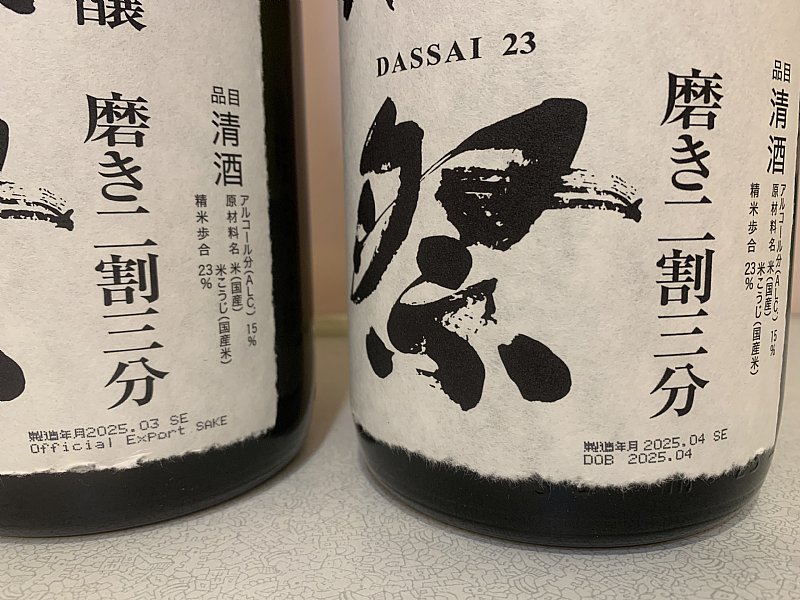 醸
磨き二割三分
品目
清酒
アルコール分(ALC.) 15%
原材料名 米(国産)
米こうじ(国産米)
精米歩合 23%
製造年月2025.03 SE
Official ExPort SAKE
DASSAI 23
祭
磨き二割三分
品目
清酒
アルコール分(ALC.) 15%
原材料名 米(国産)
米こうじ(国産米)
精米歩合 23%
製造年月 2025.04 SE
DOB 2025.04